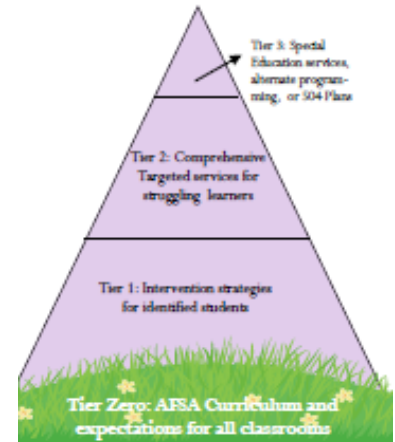 Tier 3: Special
Education services,
alternate program-
ming, or 504 Plans
Tier 2: Comprehensive
Targeted services for
struggling learners
Tier 1: Intervention strategies
for identified students
Tier Zero: AFSA Curriculum and
expectations for all classrooms